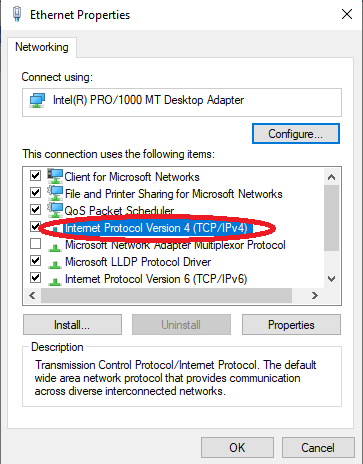 Ethernet Properties
Networking
Connect using:
Intel(R) PRO/1000 MT Desktop Adapter
Configure...
This connection uses the following items:
Client for Microsoft Networks
File and Printer Sharing for Microsoft Networks
QoS Packet Scheduler
Internet Protocol Version 4 (TCP/IPv4)
Microsoft Network Adapter Multiplexor Protocol
Microsoft LLDP Protocol Driver
Internet Protocol Version 6 (TCP/IPv6)
Install...
Uninstall
Properties
Description
Transmission Control Protocol/Internet Protocol. The default
wide area network protocol that provides communication
across diverse interconnected networks.
OK
Cancel